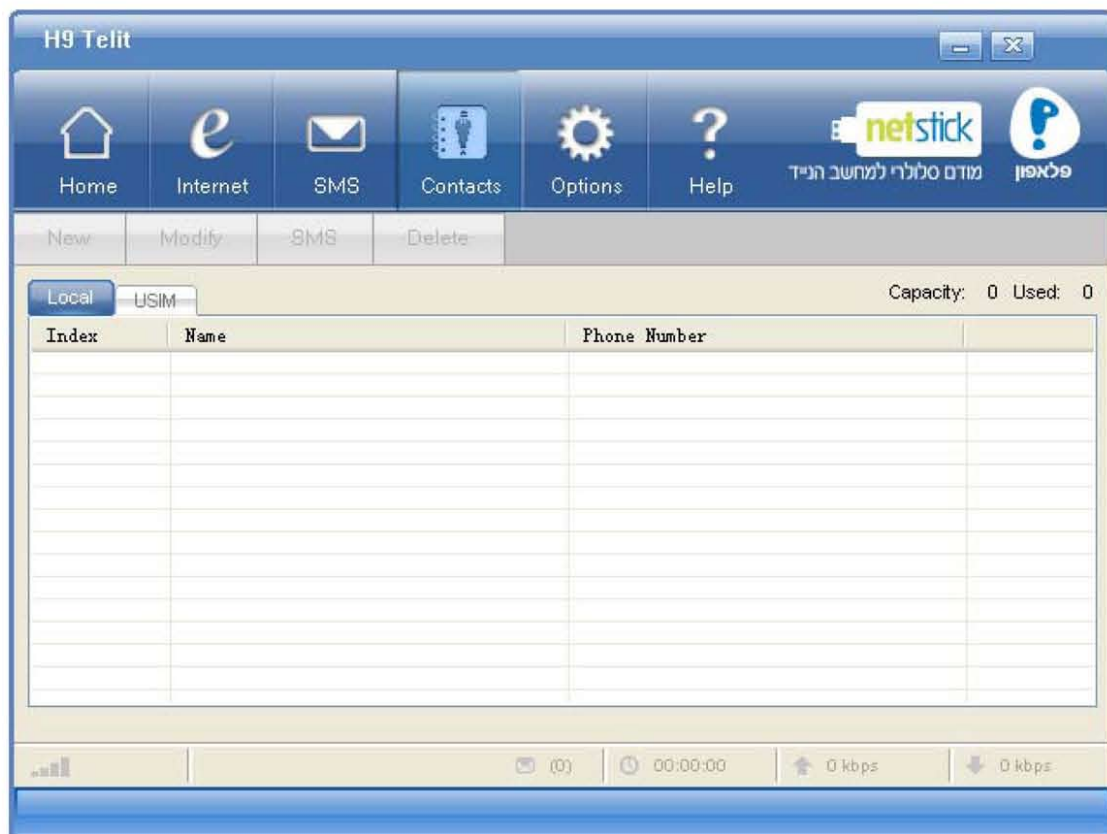 H9 Telit
Home Internet SMS Contacts Options Help
netstick
מודם סלולרי למחשב הנייד
פלאפון
New Modify SMS Delete
Local USIM Capacity: 0 Used: 0
Index Name Phone Number
(0) 00:00:00 0 kbps 0 kbps